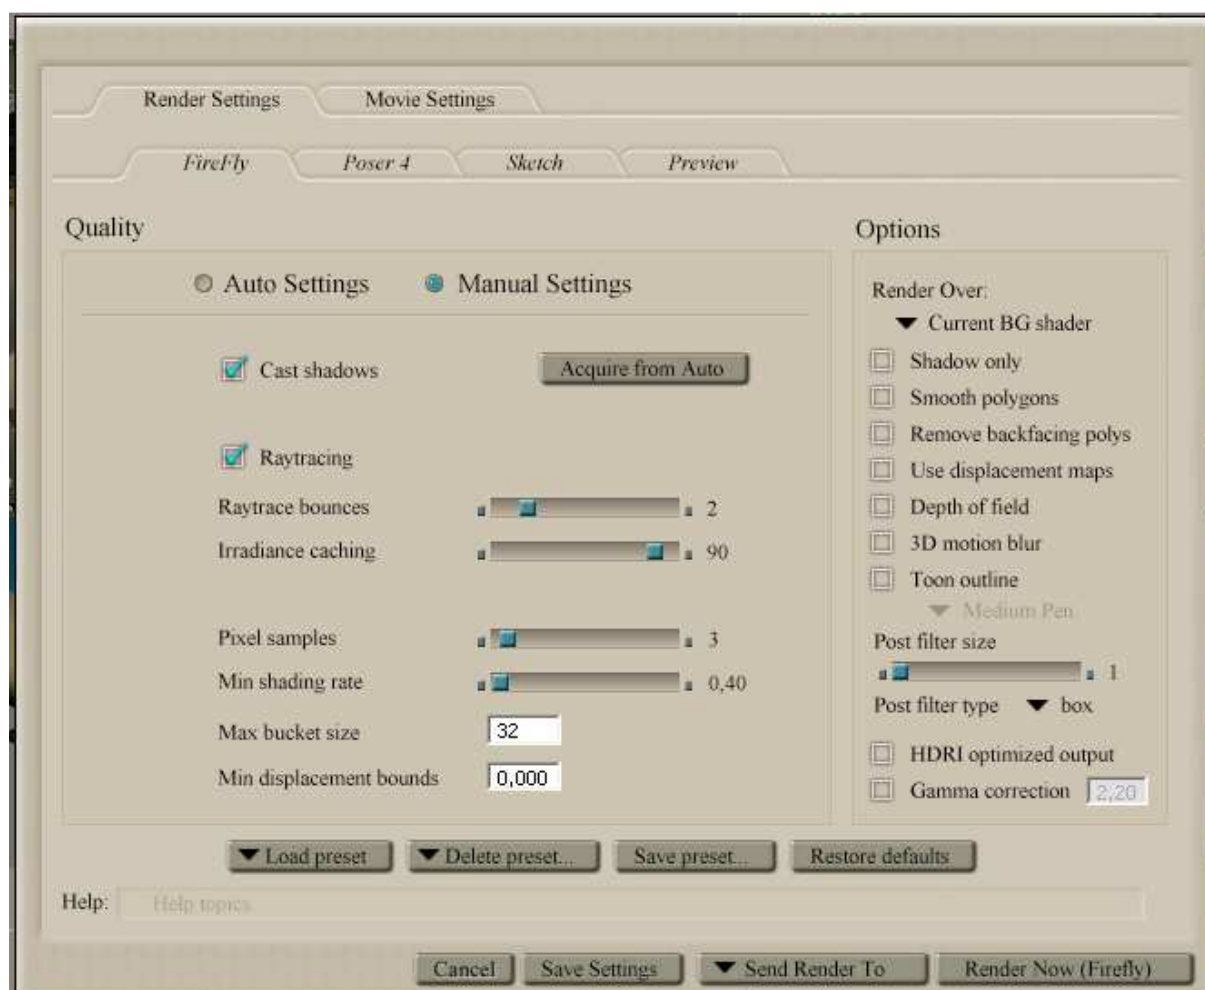 Render Settings Movie Settings
FireFly Poser 4 Sketch Preview
Quality
Auto Settings Manual Settings
Cast shadows Acquire from Auto
Raytracing
Raytrace bounces 2
Irradiance caching 90
Pixel samples 3
Min shading rate 0,40
Max bucket size 32
Min displacement bounds 0,000
Options
Render Over:
Current BG shader
Shadow only
Smooth polygons
Remove backfacing polys
Use displacement maps
Depth of field
3D motion blur
Toon outline
Medium Pen
Post filter size
1
Post filter type box
HDRI optimized output
Gamma correction 2,20
Load preset Delete preset... Save preset... Restore defaults
Help: Help topics
Cancel Save Settings Send Render To Render Now (Firefly)